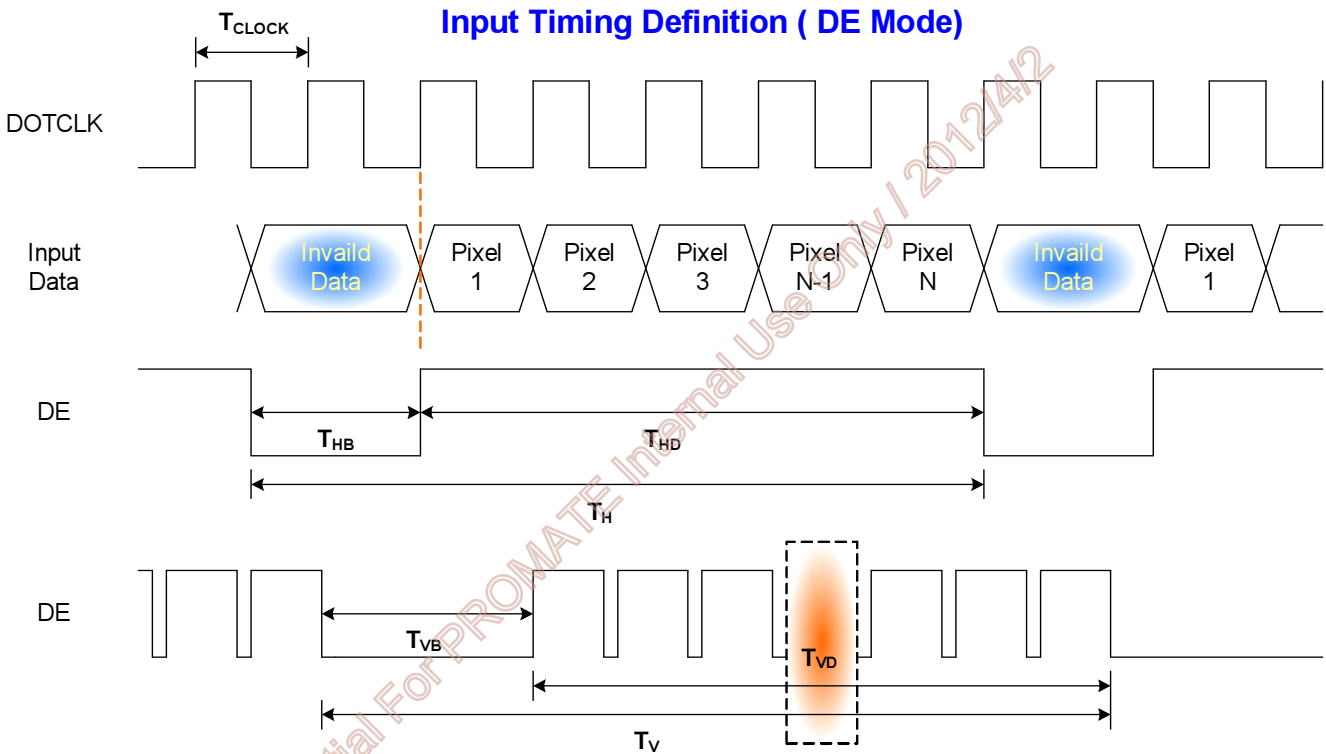 Input Timing Definition ( DE Mode)
TCLOCK
DOTCLK
Input
Data
Invaild
Data
Pixel
1
Pixel
2
Pixel
3
Pixel
N-1
Pixel
N
Invaild
Data
Pixel
1
DE
THB
THD
TH
DE
TVB
TVD
TV
For PROMATE Internal Use Only / 2012/4/2